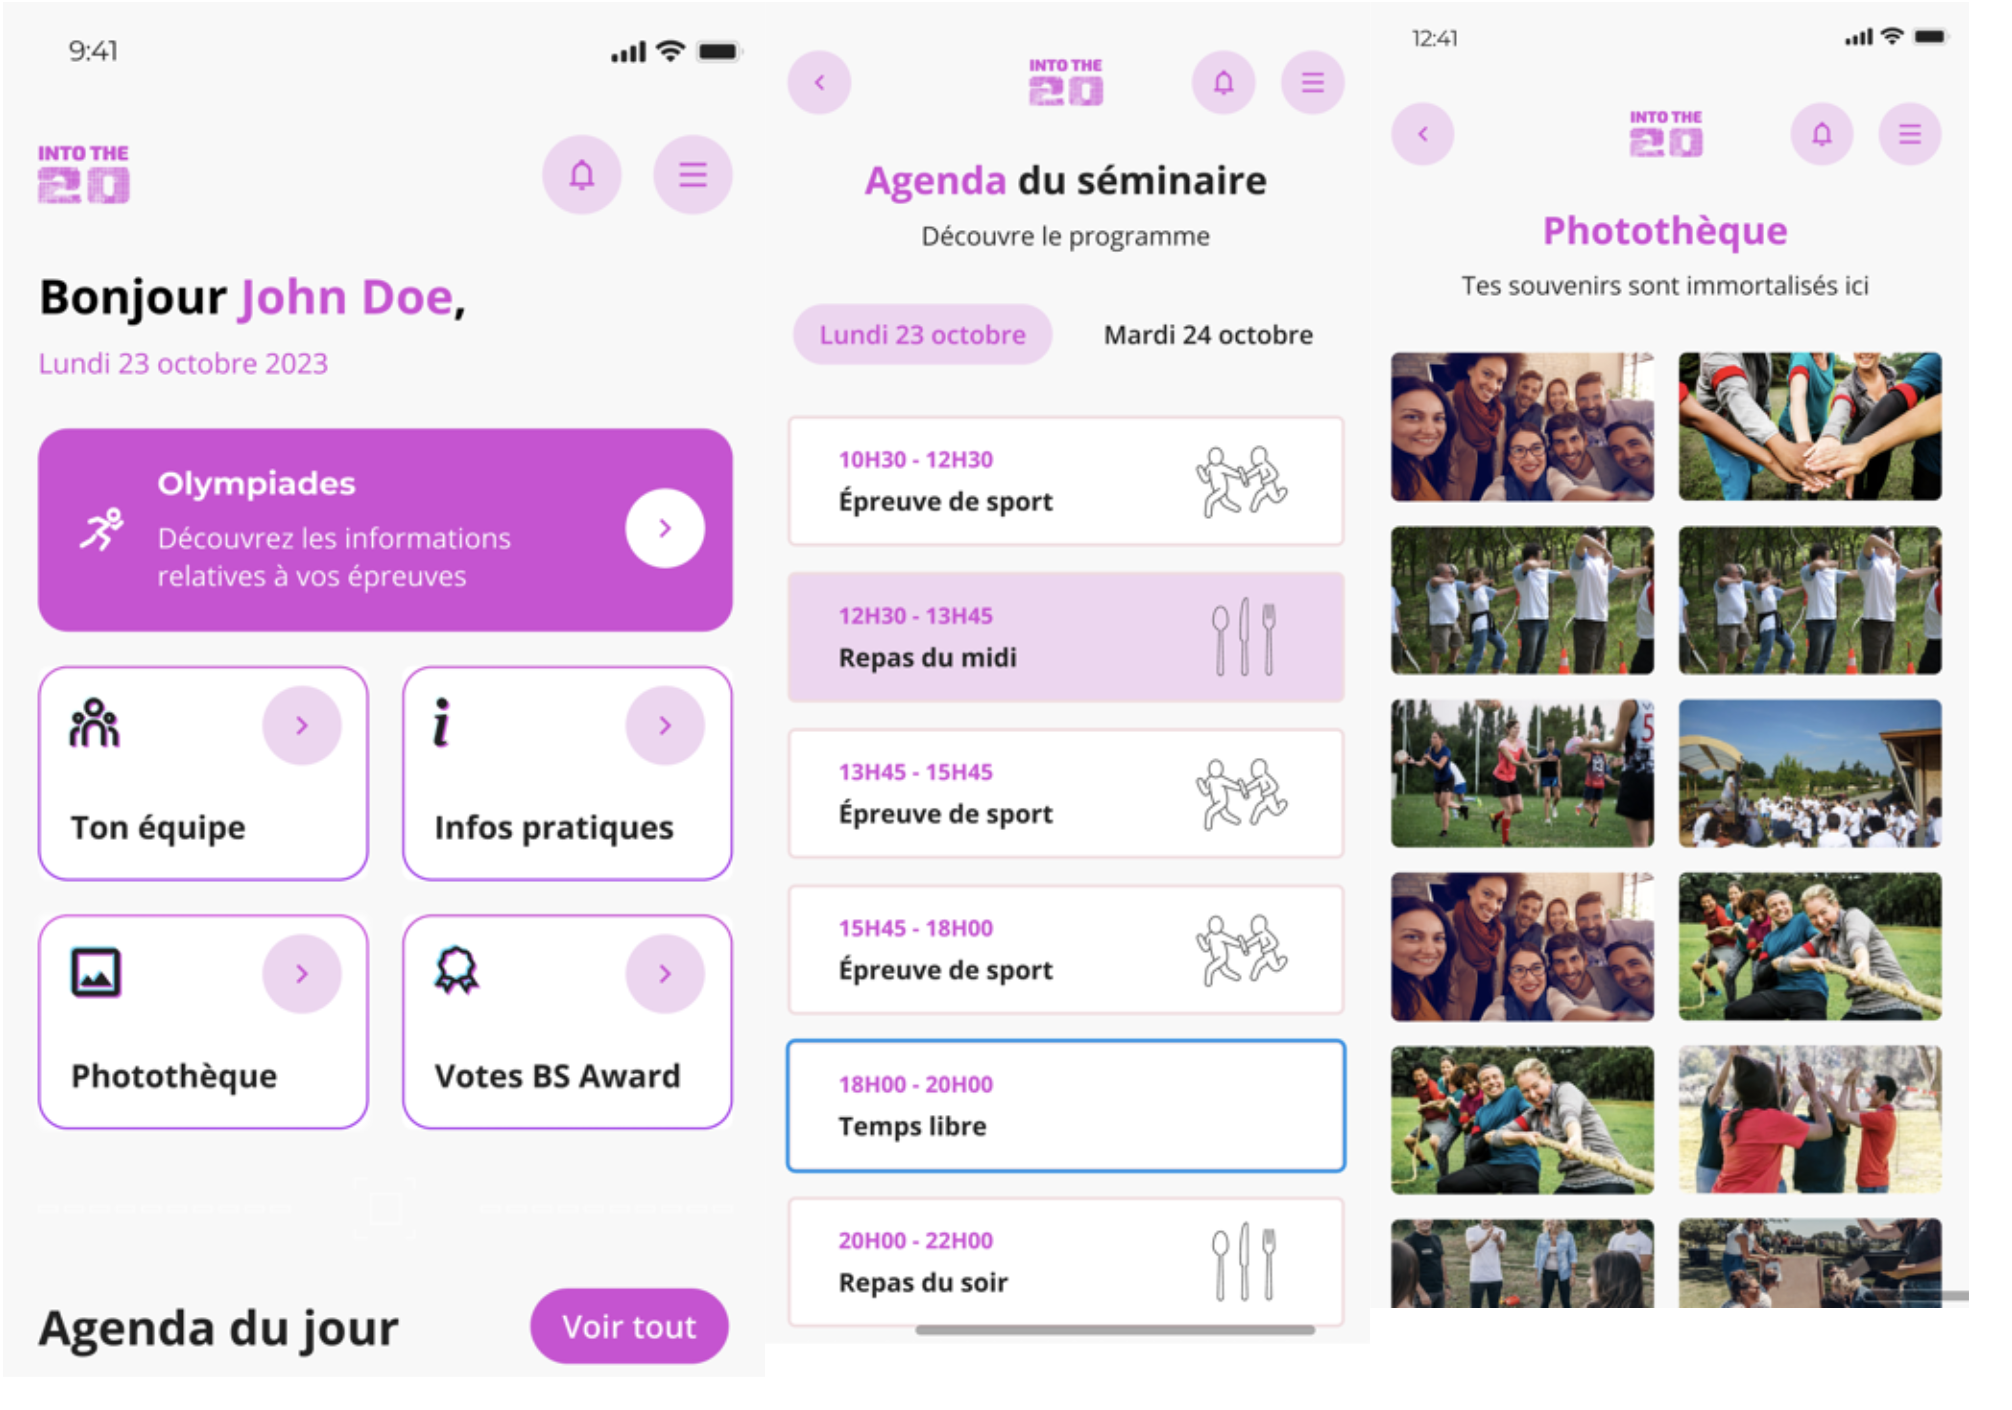 9:41
INTO THE
20
Bonjour John Doe,
Lundi 23 octobre 2023
Olympiades
Découvrez les informations
relatives à vos épreuves
Ton équipe
Infos pratiques
Photothèque
Votes BS Award
Agenda du jour
Voir tout
INTO THE
20
Agenda du séminaire
Découvre le programme
Lundi 23 octobre
Mardi 24 octobre
10H30 - 12H30
Épreuve de sport
12H30 - 13H45
Repas du midi
13H45 - 15H45
Épreuve de sport
15H45 - 18H00
Épreuve de sport
18H00 - 20H00
Temps libre
20H00 - 22H00
Repas du soir
12:41
INTO THE
20
Photothèque
Tes souvenirs sont immortalisés ici
5
23